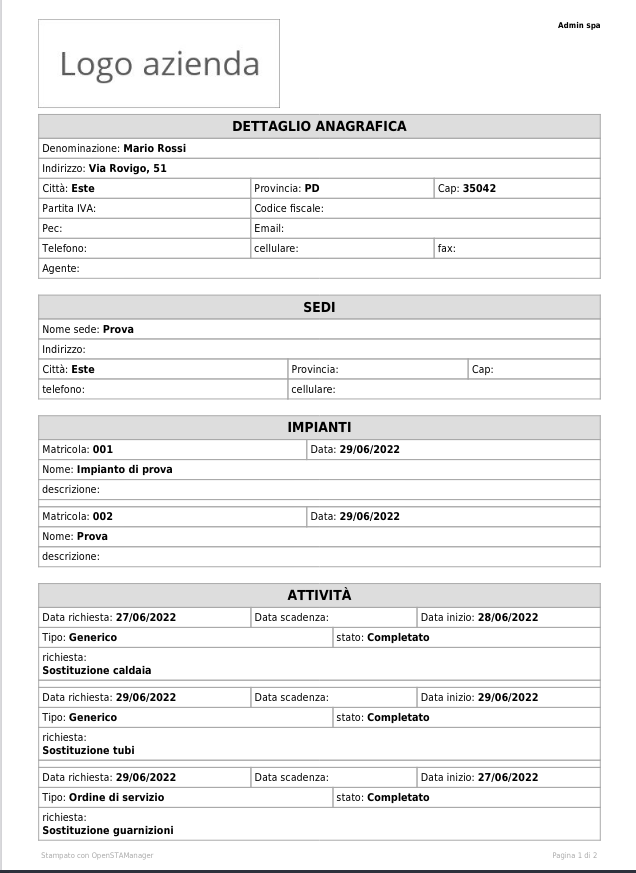 Logo azienda
Admin spa
DETTAGLIO ANAGRAFICA
Denominazione: Mario Rossi
Indirizzo: Via Rovigo, 51
Città: Este Provincia: PD Cap: 35042
Partita IVA: Codice fiscale:
Pec: Email:
Telefono: cellulare: fax:
Agente:
SEDI
Nome sede: Prova
Indirizzo:
Città: Este Provincia: Cap:
telefono: cellulare:
IMPIANTI
Matricola: 001 Data: 29/06/2022
Nome: Impianto di prova
descrizione:
Matricola: 002 Data: 29/06/2022
Nome: Prova
descrizione:
ATTIVITÀ
Data richiesta: 27/06/2022 Data scadenza: Data inizio: 28/06/2022
Tipo: Generico stato: Completato
richiesta:
Sostituzione caldaia
Data richiesta: 29/06/2022 Data scadenza: Data inizio: 29/06/2022
Tipo: Generico stato: Completato
richiesta:
Sostituzione tubi
Data richiesta: 29/06/2022 Data scadenza: Data inizio: 27/06/2022
Tipo: Ordine di servizio stato: Completato
richiesta:
Sostituzione guarnizioni
Stampato con OpenSTAManager Pagina 1 di 2